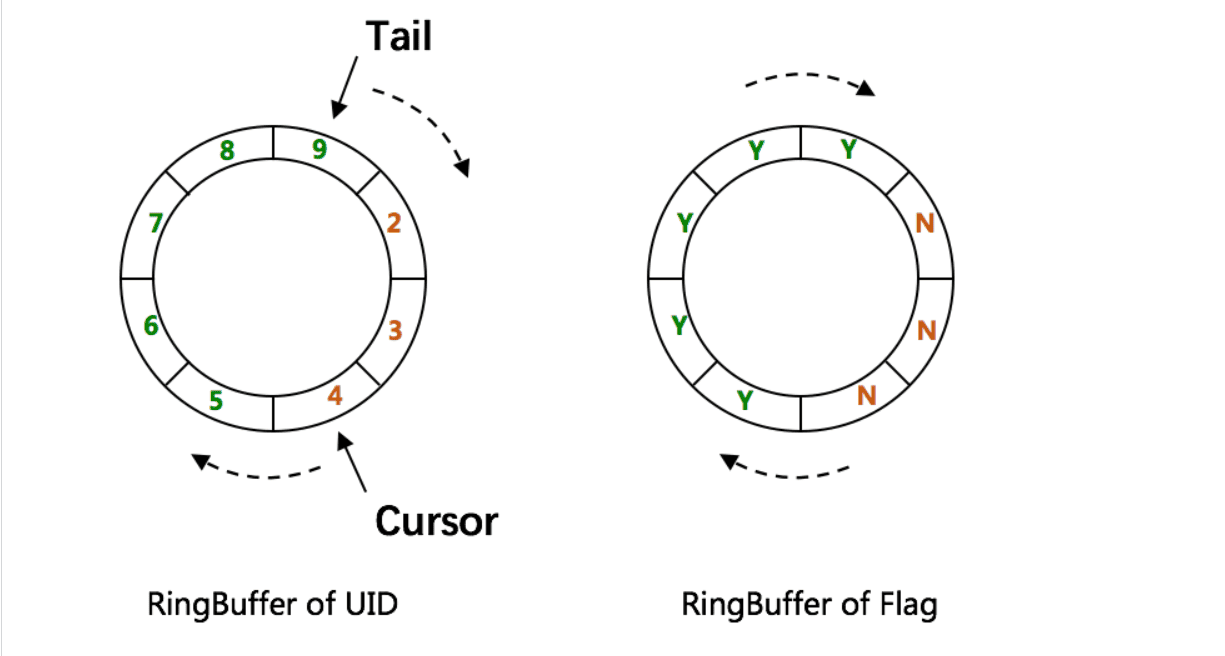 Tail
8 9
7 2
6 3
5 4
Cursor
RingBuffer of UID
Y Y
Y N
Y N
Y N
RingBuffer of Flag